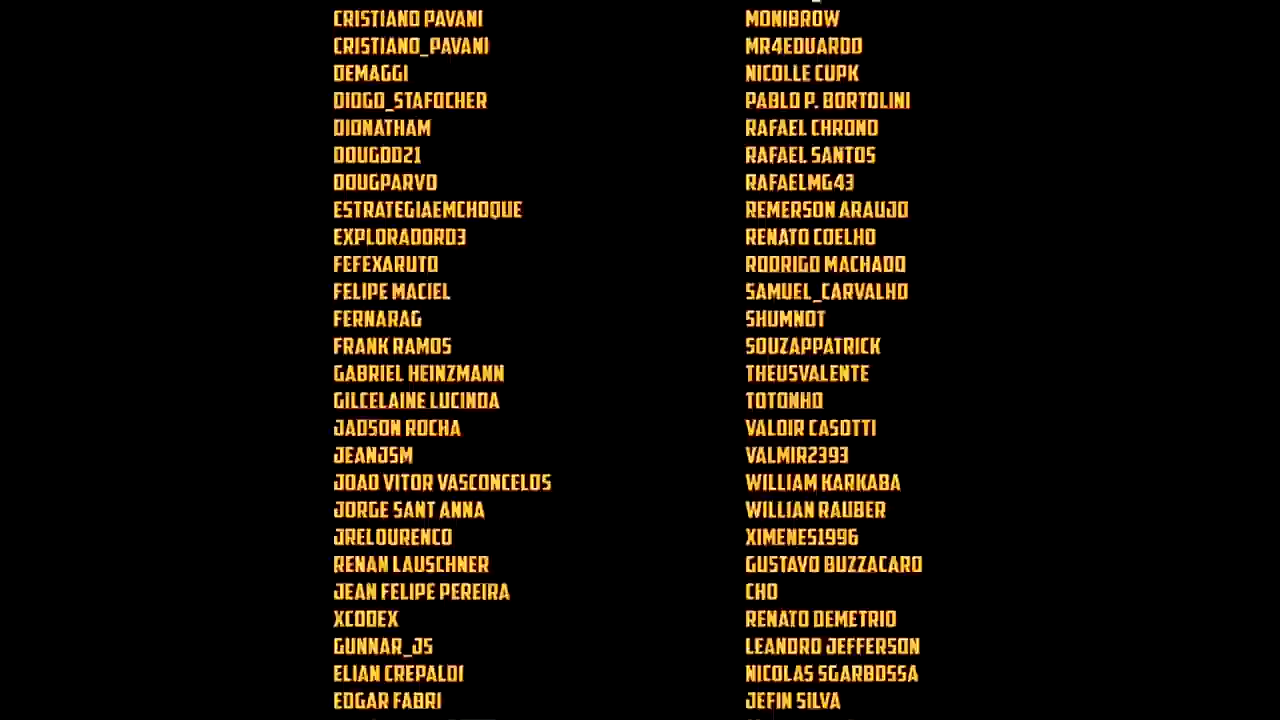 CRISTIANO PAVANI
CRISTIANO_PAVANI
DEMAGGI
DIOGO_STAFOCHER
DIONATHAM
DOUGDD21
DOUGPARVO
ESTRATEGIAEMCHOQUE
EXPLORADOR03
FEFEXARUTO
FELIPE MACIEL
FERNARAG
FRANK RAMOS
GABRIEL HEINZMANN
GILCELAINE LUCINDA
JADSON ROCHA
JEANJSM
JOAO VITOR VASCONCELOS
JORGE SANT ANNA
JRELOURENCO
RENAN LAUSCHNER
JEAN FELIPE PEREIRA
XCODEX
GUNNAR_JS
ELIAN CREPALDI
EDGAR FABRI
MONIBROW
MR4EDUARDO
NICOLLE CUPK
PABLO P. BORTOLINI
RAFAEL CHRONO
RAFAEL SANTOS
RAFAELMG43
REMERSON ARAUJO
RENATO COELHO
RODRIGO MACHADO
SAMUEL_CARVALHO
SHUMNOT
SOUZAPPATRICK
THEUSVALENTE
TOTONHO
VALDIR CASOTTI
VALMIR2393
WILLIAM KARKABA
WILLIAN RAUBER
XIMENES1996
GUSTAVO BUZZACARO
CHO
RENATO DEMETRIO
LEANDRO JEFFERSON
NICOLAS SGARBOSSA
JEFIN SILVA